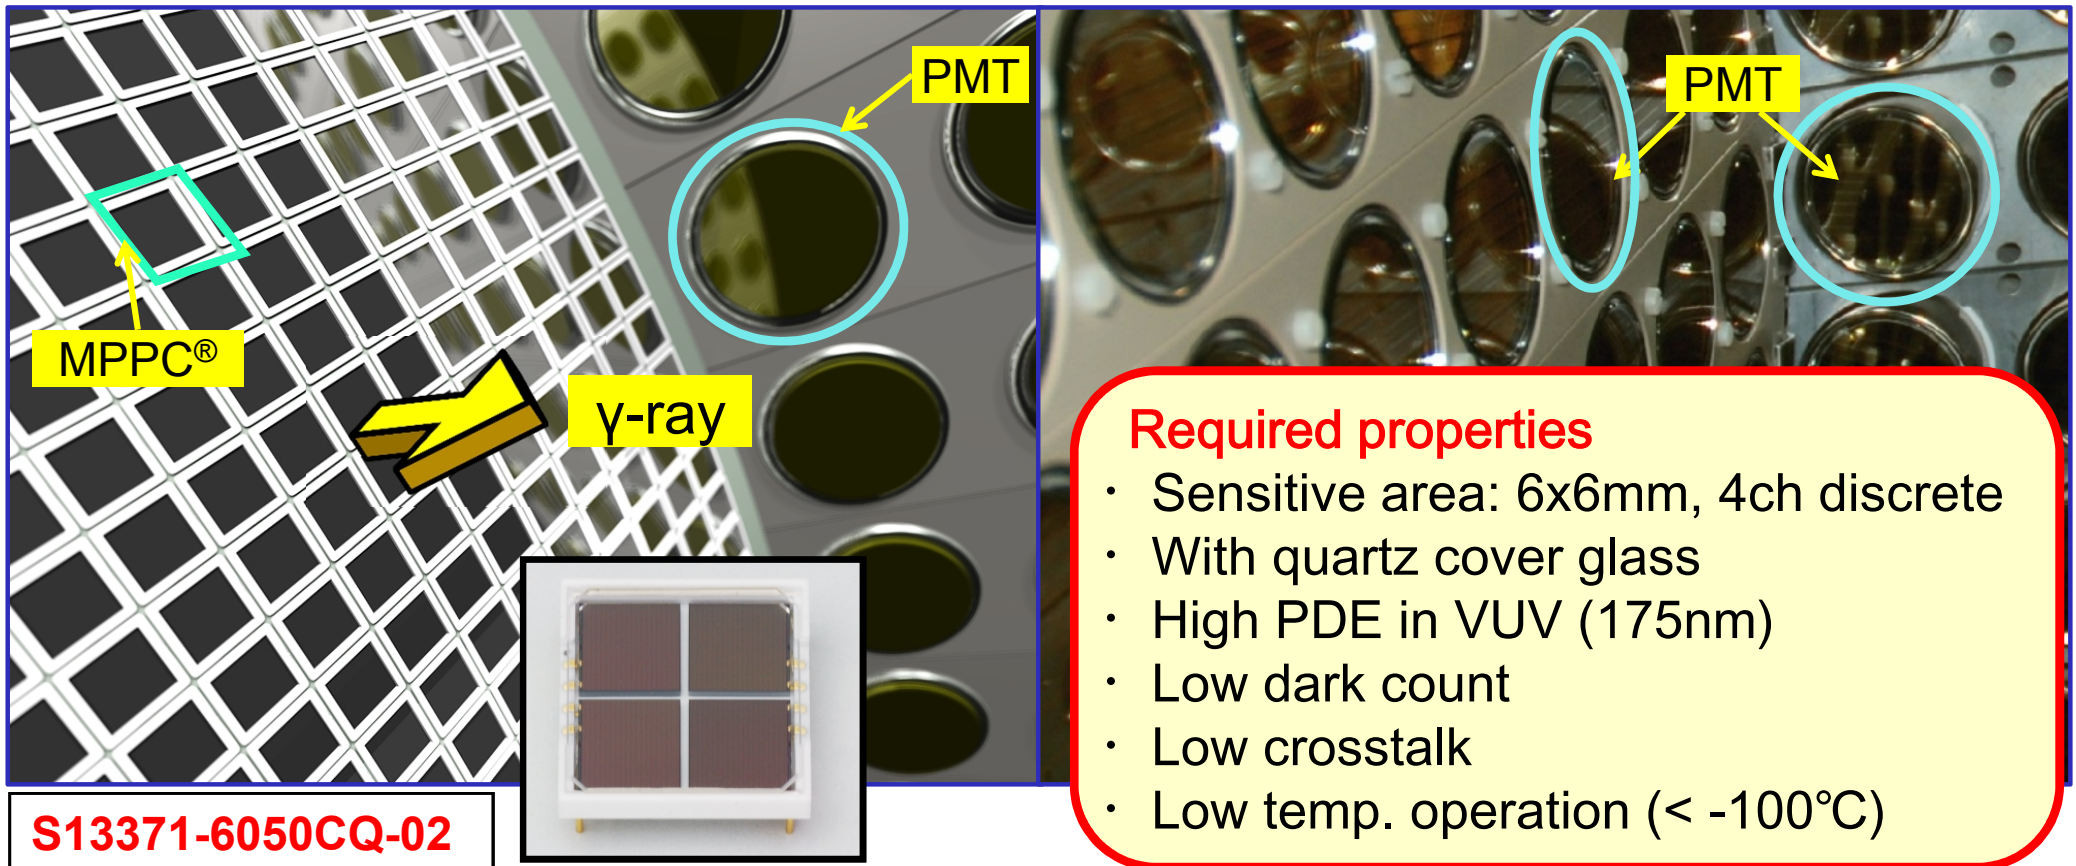 PMT
MPPC®
γ-ray
S13371-6050CQ-02
PMT
Required properties
· Sensitive area: 6x6mm, 4ch discrete
· With quartz cover glass
· High PDE in VUV (175nm)
· Low dark count
· Low crosstalk
· Low temp. operation (< -100℃)